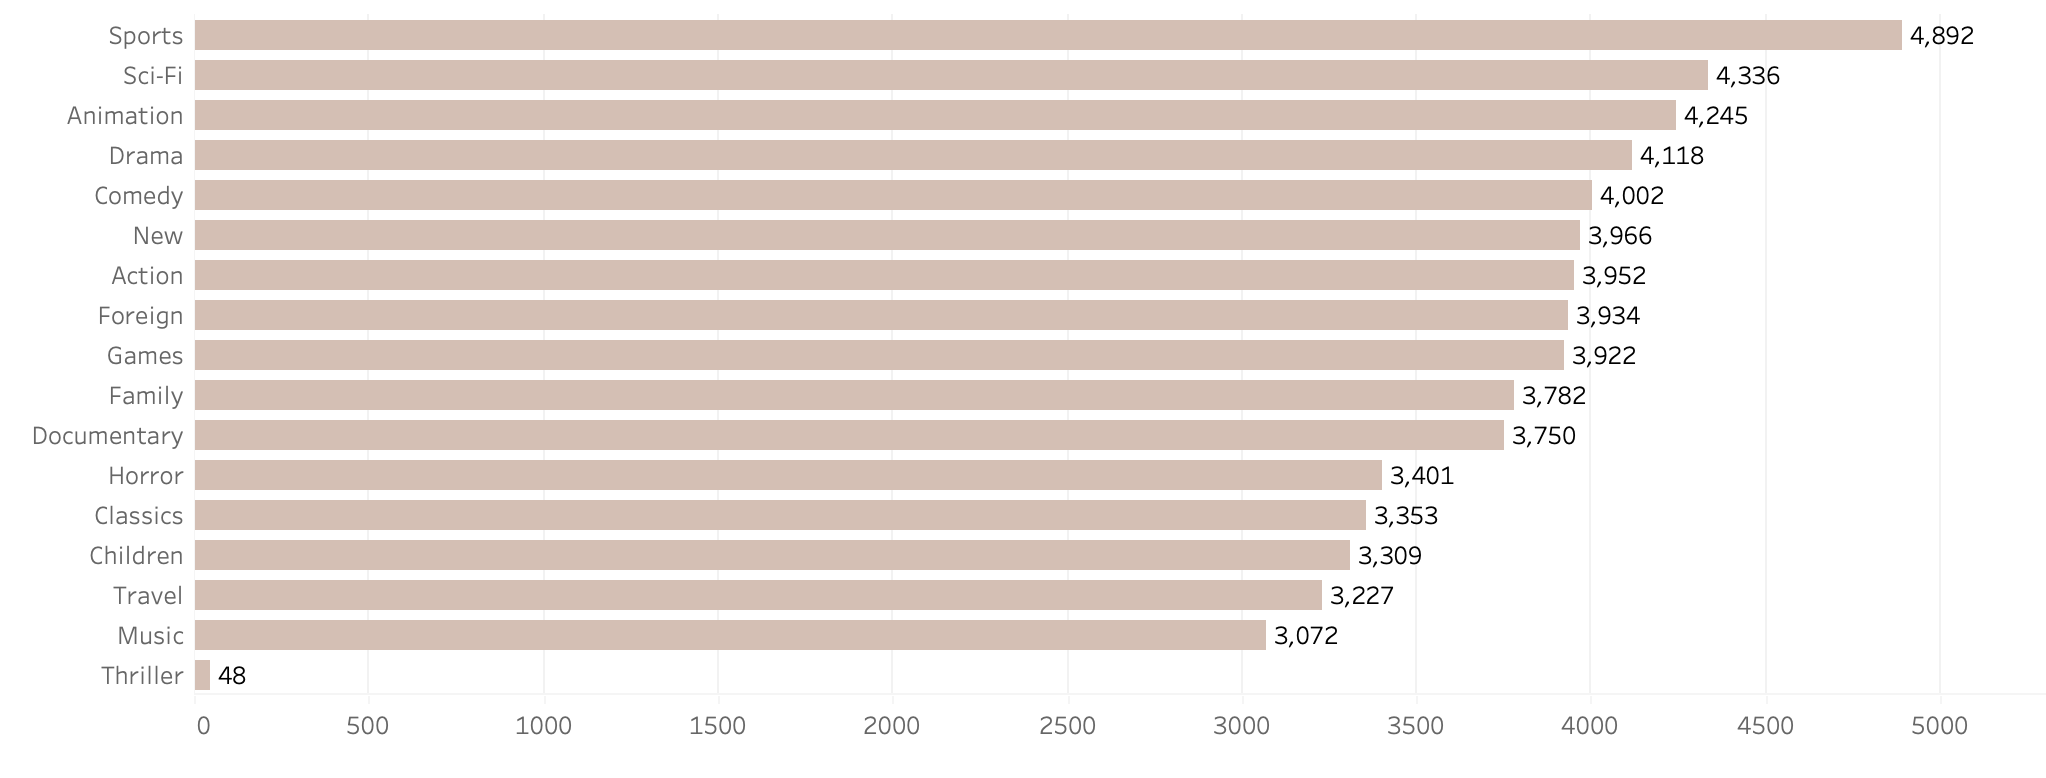 Sports 4,892
Sci-Fi 4,336
Animation 4,245
Drama 4,118
Comedy 4,002
New 3,966
Action 3,952
Foreign 3,934
Games 3,922
Family 3,782
Documentary 3,750
Horror 3,401
Classics 3,353
Children 3,309
Travel 3,227
Music 3,072
Thriller 48
0 500 1000 1500 2000 2500 3000 3500 4000 4500 5000